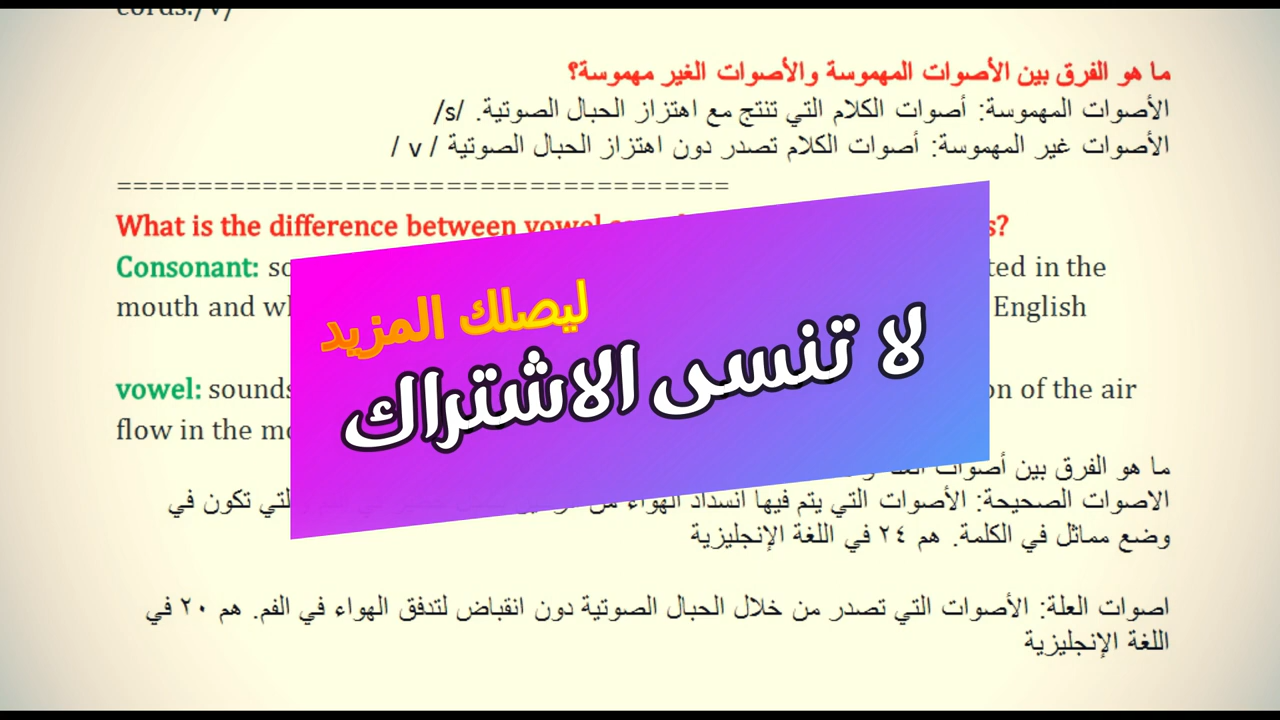 ما هو الفرق بين الأصوات المهموسة والأصوات الغير مهموسة؟
الأصوات المهموسة: أصوات الكلام التي تنتج مع اهتزاز الحبال الصوتية. /s/
الأصوات غير المهموسة: أصوات الكلام تصدر دون اهتزاز الحبال الصوتية / v /
======================================
What is the difference between vowel
Consonant: ted in the
mouth and English
ليصلك المزيد
لا تنسى الاشتراك
vowel: sounds of the air
flow in the
ما هو الفرق بين أصوات
الاصوات الصحيحة: الأصوات التي يتم فيها انسداد الهواء تكون في
وضع مماثل في الكلمة. هم ٢٤ في اللغة الإنجليزية
اصوات العلة: الأصوات التي تصدر من خلال الحبال الصوتية دون انقباض لتدفق الهواء في الفم. هم ٢٠ في
اللغة الإنجليزية